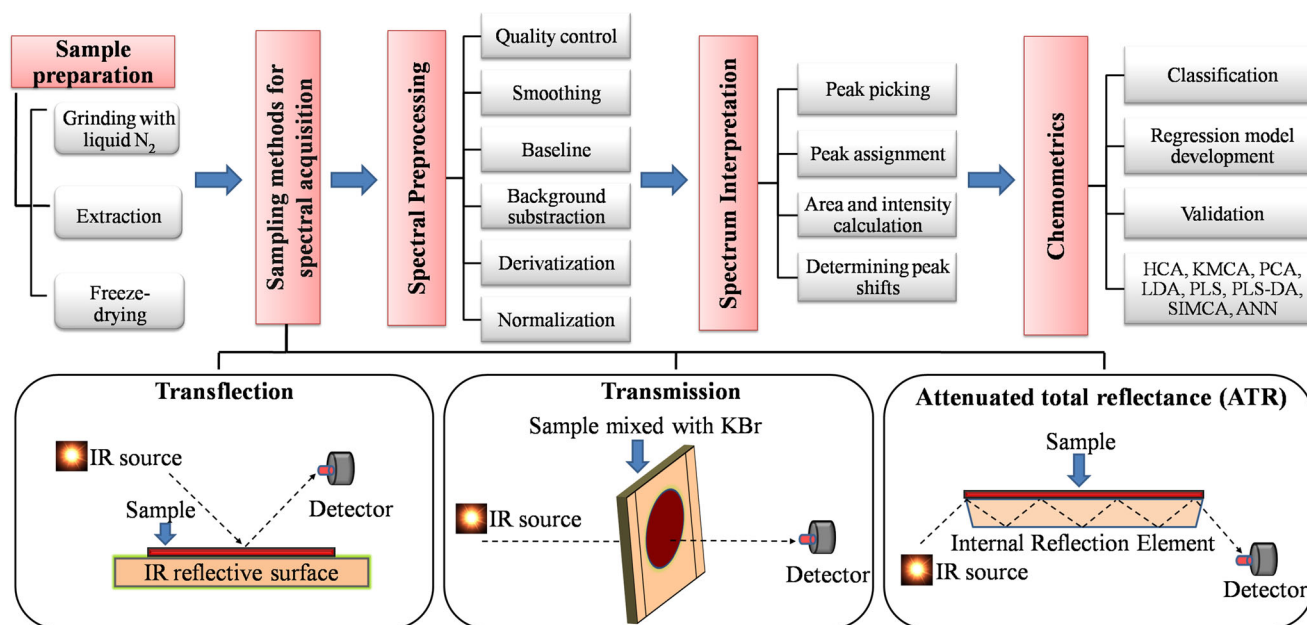 Sample
preparation
Grinding with
liquid N₂
Extraction
Freeze-
drying
Sampling methods for
spectral acquisition
Spectral Preprocessing
Quality control
Smoothing
Baseline
Background
substraction
Derivatization
Normalization
Spectrum Interpretation
Peak picking
Peak assignment
Area and intensity
calculation
Determining peak
shifts
Chemometrics
Classification
Regression model
development
Validation
HCA, KMCA, PCA,
LDA, PLS, PLS-DA,
SIMCA, ANN
Transflection
IR source
Sample
Detector
IR reflective surface
Transmission
Sample mixed with KBr
IR source
Detector
Attenuated total reflectance (ATR)
Sample
Internal Reflection Element
IR source
Detector